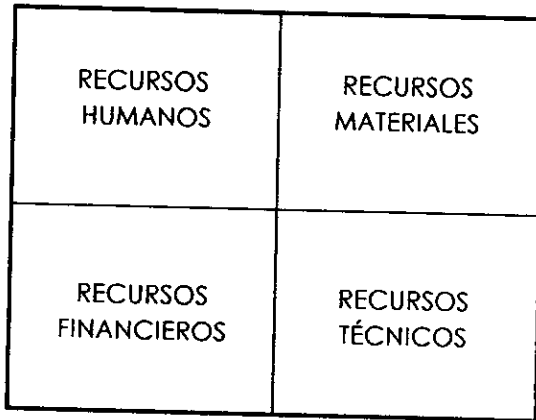 RECURSOS
HUMANOS
RECURSOS
MATERIALES
RECURSOS
FINANCIEROS
RECURSOS
TÉCNICOS